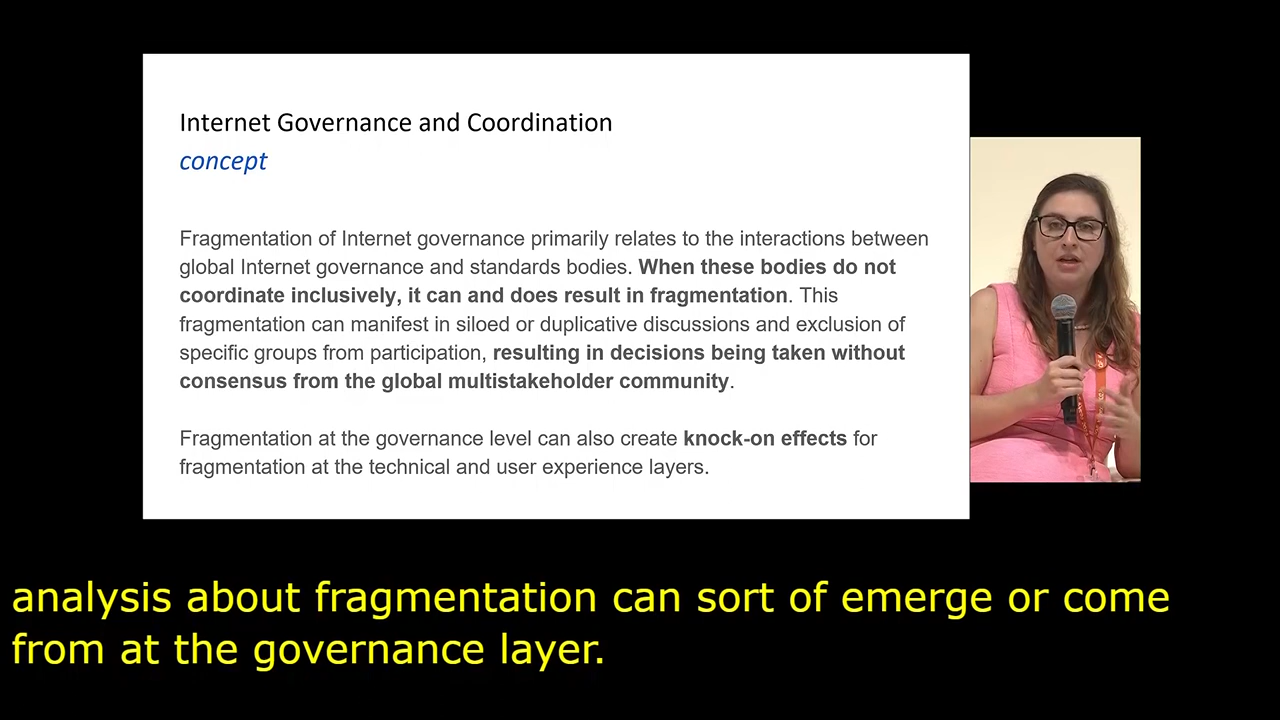 Internet Governance and Coordination
concept
Fragmentation of Internet governance primarily relates to the interactions between
global Internet governance and standards bodies. When these bodies do not
coordinate inclusively, it can and does result in fragmentation. This
fragmentation can manifest in siloed or duplicative discussions and exclusion of
specific groups from participation, resulting in decisions being taken without
consensus from the global multistakeholder community.
Fragmentation at the governance level can also create knock-on effects for
fragmentation at the technical and user experience layers.
analysis about fragmentation can sort of emerge or come
from at the governance layer.